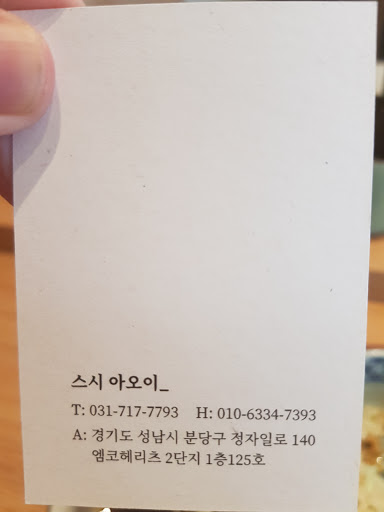 스시 아오이_
T: 031-717-7793 H: 010-6334-7393
A: 경기도 성남시 분당구 정자일로 140
엠코헤리츠 2단지 1층125호